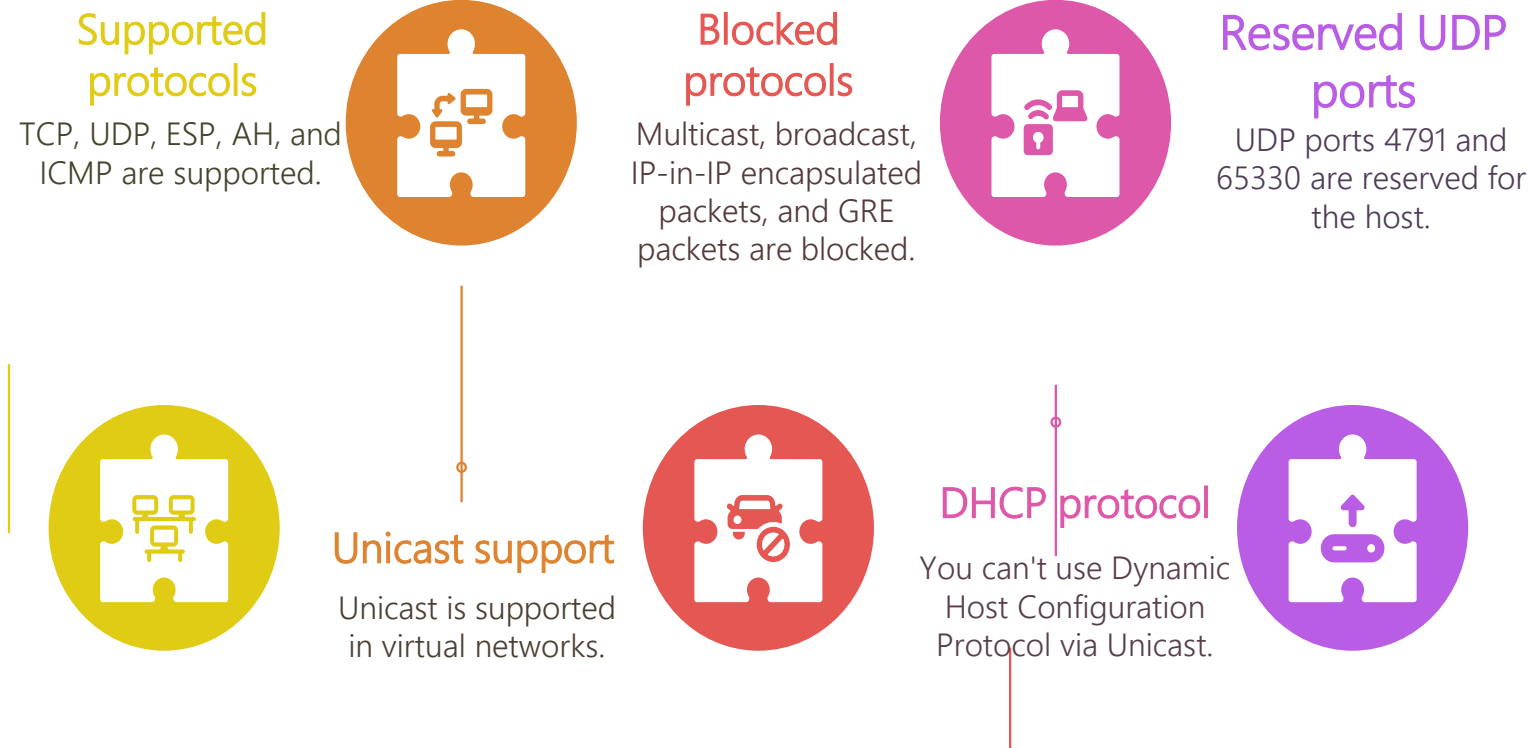 Supported
protocols
TCP, UDP, ESP, AH, and
ICMP are supported.
Blocked
protocols
Multicast, broadcast,
IP-in-IP encapsulated
packets, and GRE
packets are blocked.
Reserved UDP
ports
UDP ports 4791 and
65330 are reserved for
the host.
Unicast support
Unicast is supported
in virtual networks.
DHCP protocol
You can't use Dynamic
Host Configuration
Protocol via Unicast.